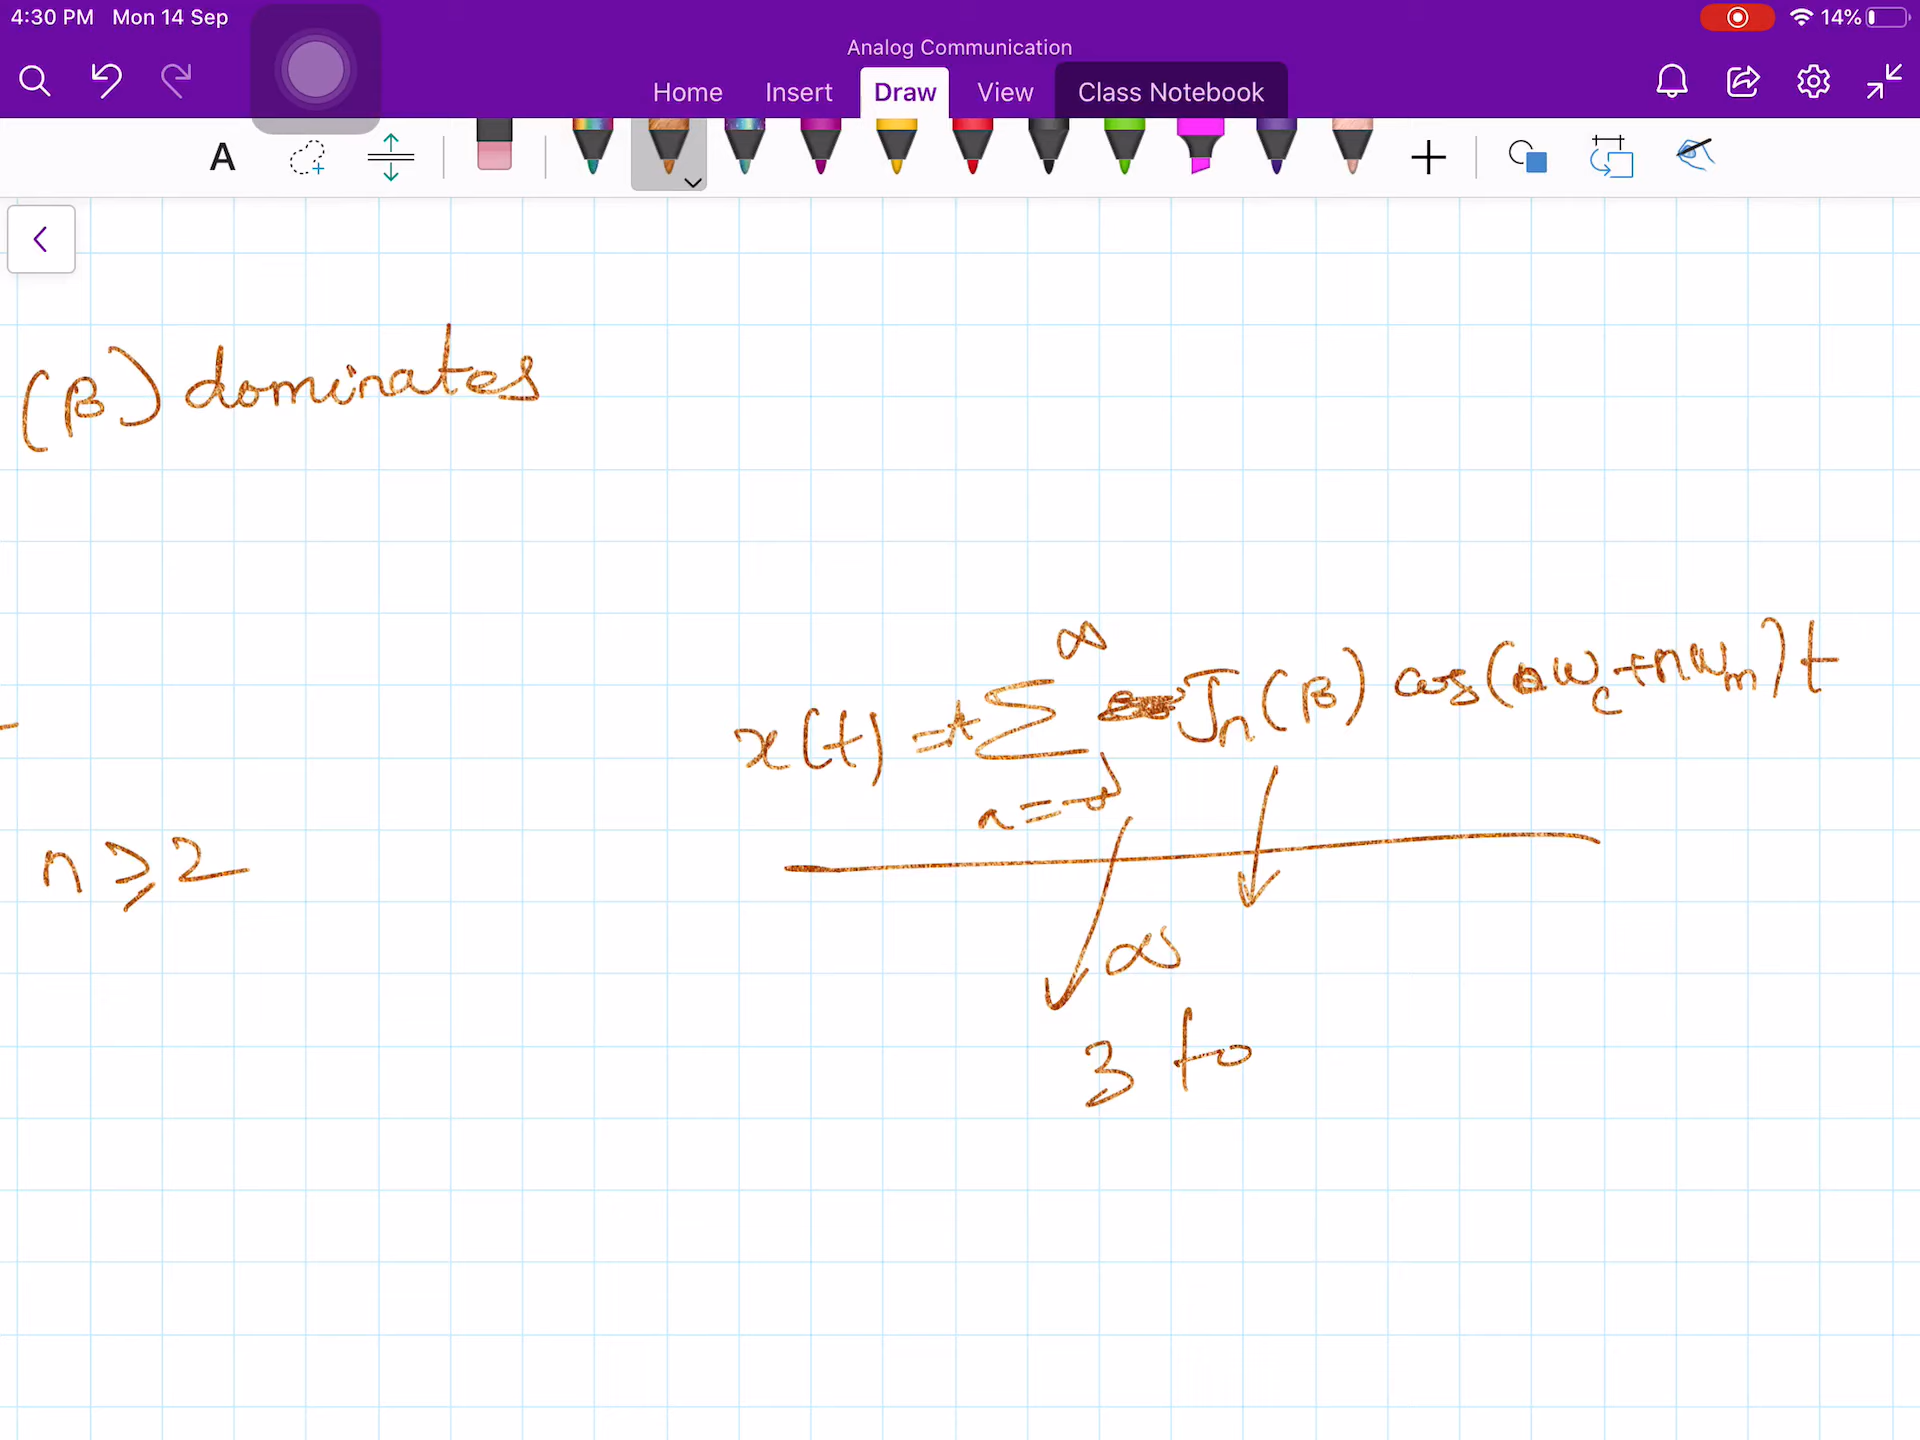 4:30 PM Mon 14 Sep
14%
Analog Communication
Home Insert Draw View Class Notebook
A
(β) dominates
∞
x(t) = A Σ Jn(β) cos(ωc+nωm)t
n=-∞
n ≥ 2
∞
3 to